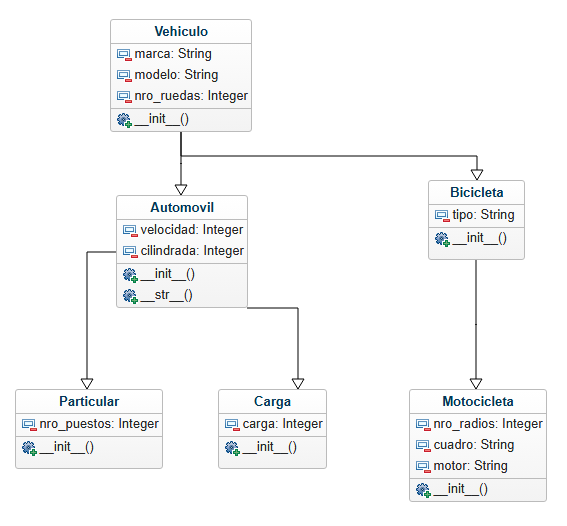 Vehiculo
marca: String
modelo: String
nro_ruedas: Integer
__init__()
Automovil
velocidad: Integer
cilindrada: Integer
__init__()
__str__()
Bicicleta
tipo: String
__init__()
Particular
nro_puestos: Integer
__init__()
Carga
carga: Integer
__init__()
Motocicleta
nro_radios: Integer
cuadro: String
motor: String
__init__()